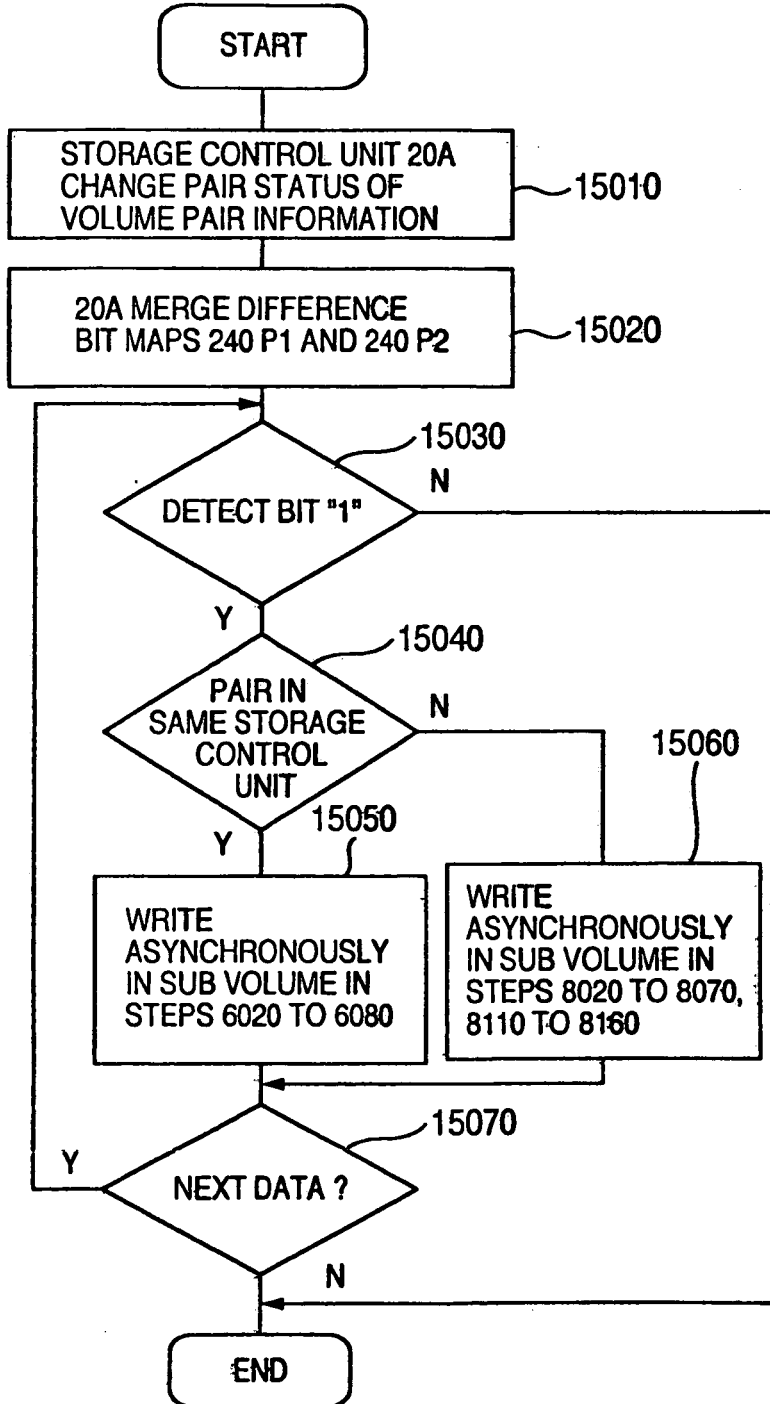 START
STORAGE CONTROL UNIT 20A
CHANGE PAIR STATUS OF
VOLUME PAIR INFORMATION
15010
20A MERGE DIFFERENCE
BIT MAPS 240 P1 AND 240 P2
15020
15030
N
DETECT BIT "1"
Y
15040
PAIR IN
SAME STORAGE
CONTROL
UNIT
N
15060
Y
15050
WRITE
ASYNCHRONOUSLY
IN SUB VOLUME IN
STEPS 6020 TO 6080
WRITE
ASYNCHRONOUSLY
IN SUB VOLUME IN
STEPS 8020 TO 8070,
8110 TO 8160
15070
Y
NEXT DATA ?
N
END